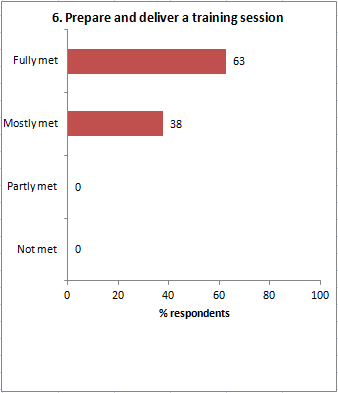 6. Prepare and deliver a training session
Fully met 63
Mostly met 38
Partly met 0
Not met 0
0 20 40 60 80 100
% respondents